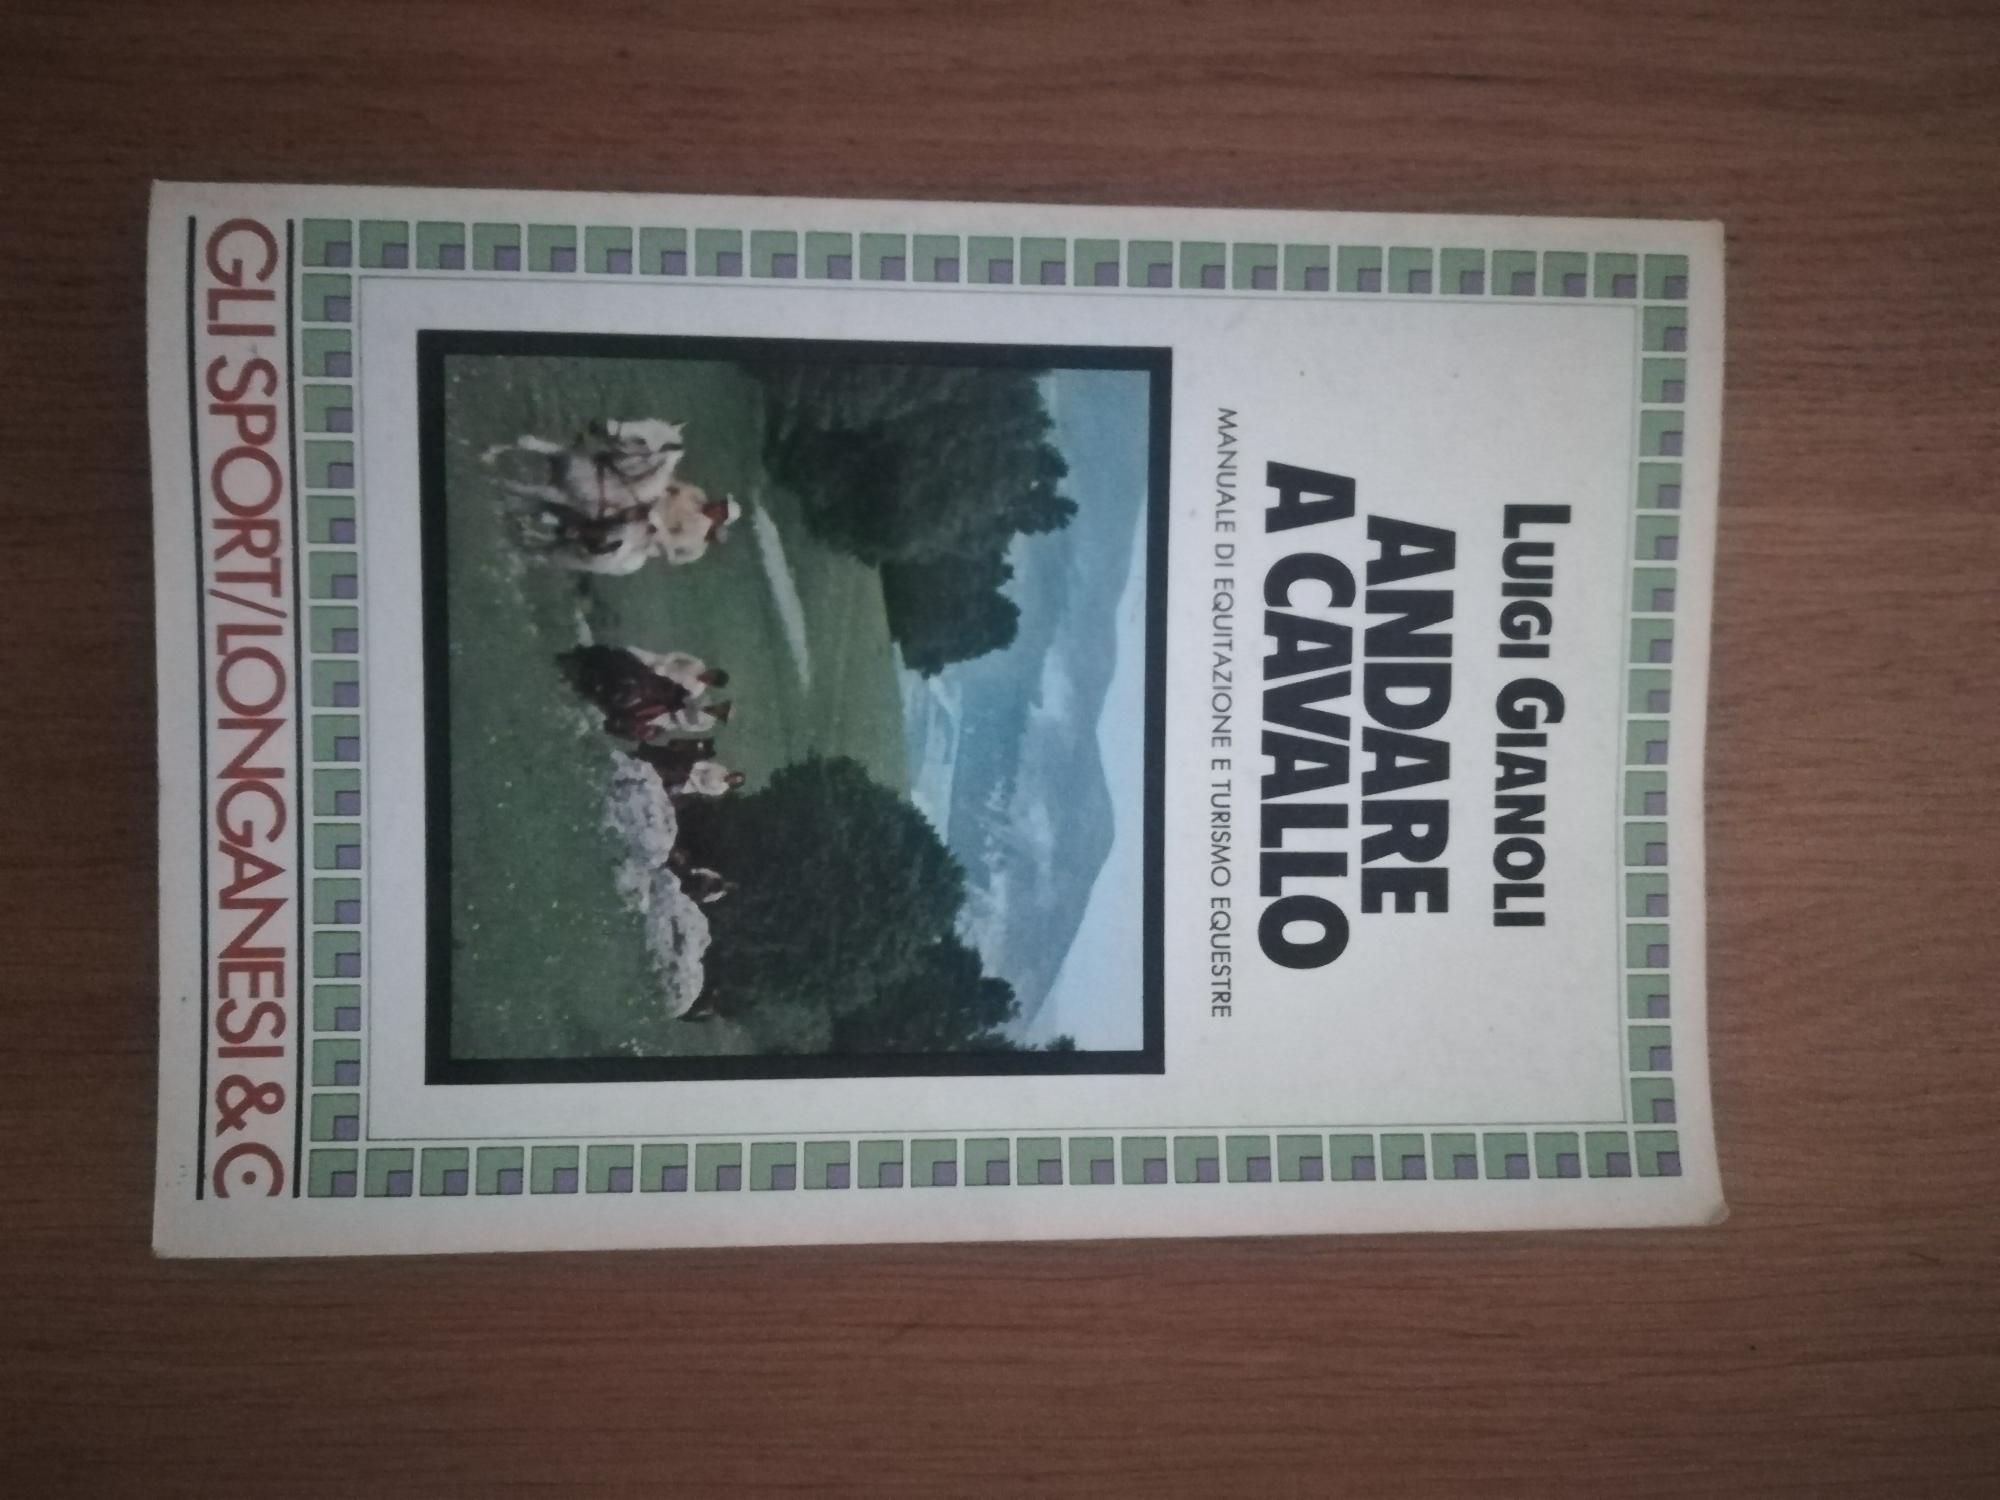 LUIGI GIANOLI
ANDARE
A CAVALLO
MANUALE DI EQUITAZIONE E TURISMO EQUESTRE
GLI SPORT/LONGANESI & C.